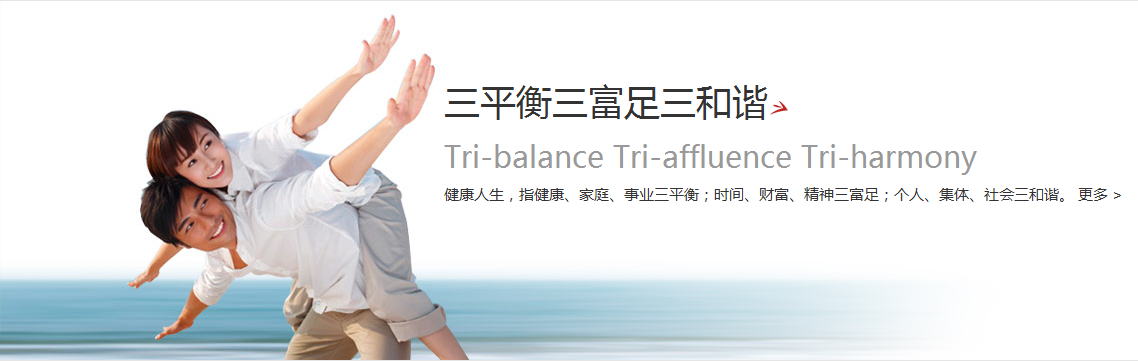 三平衡三富足三和谐
Tri-balance Tri-affluence Tri-harmony
健康人生，指健康、家庭、事业三平衡；时间、财富、精神三富足；个人、集体、社会三和谐。 更多 >